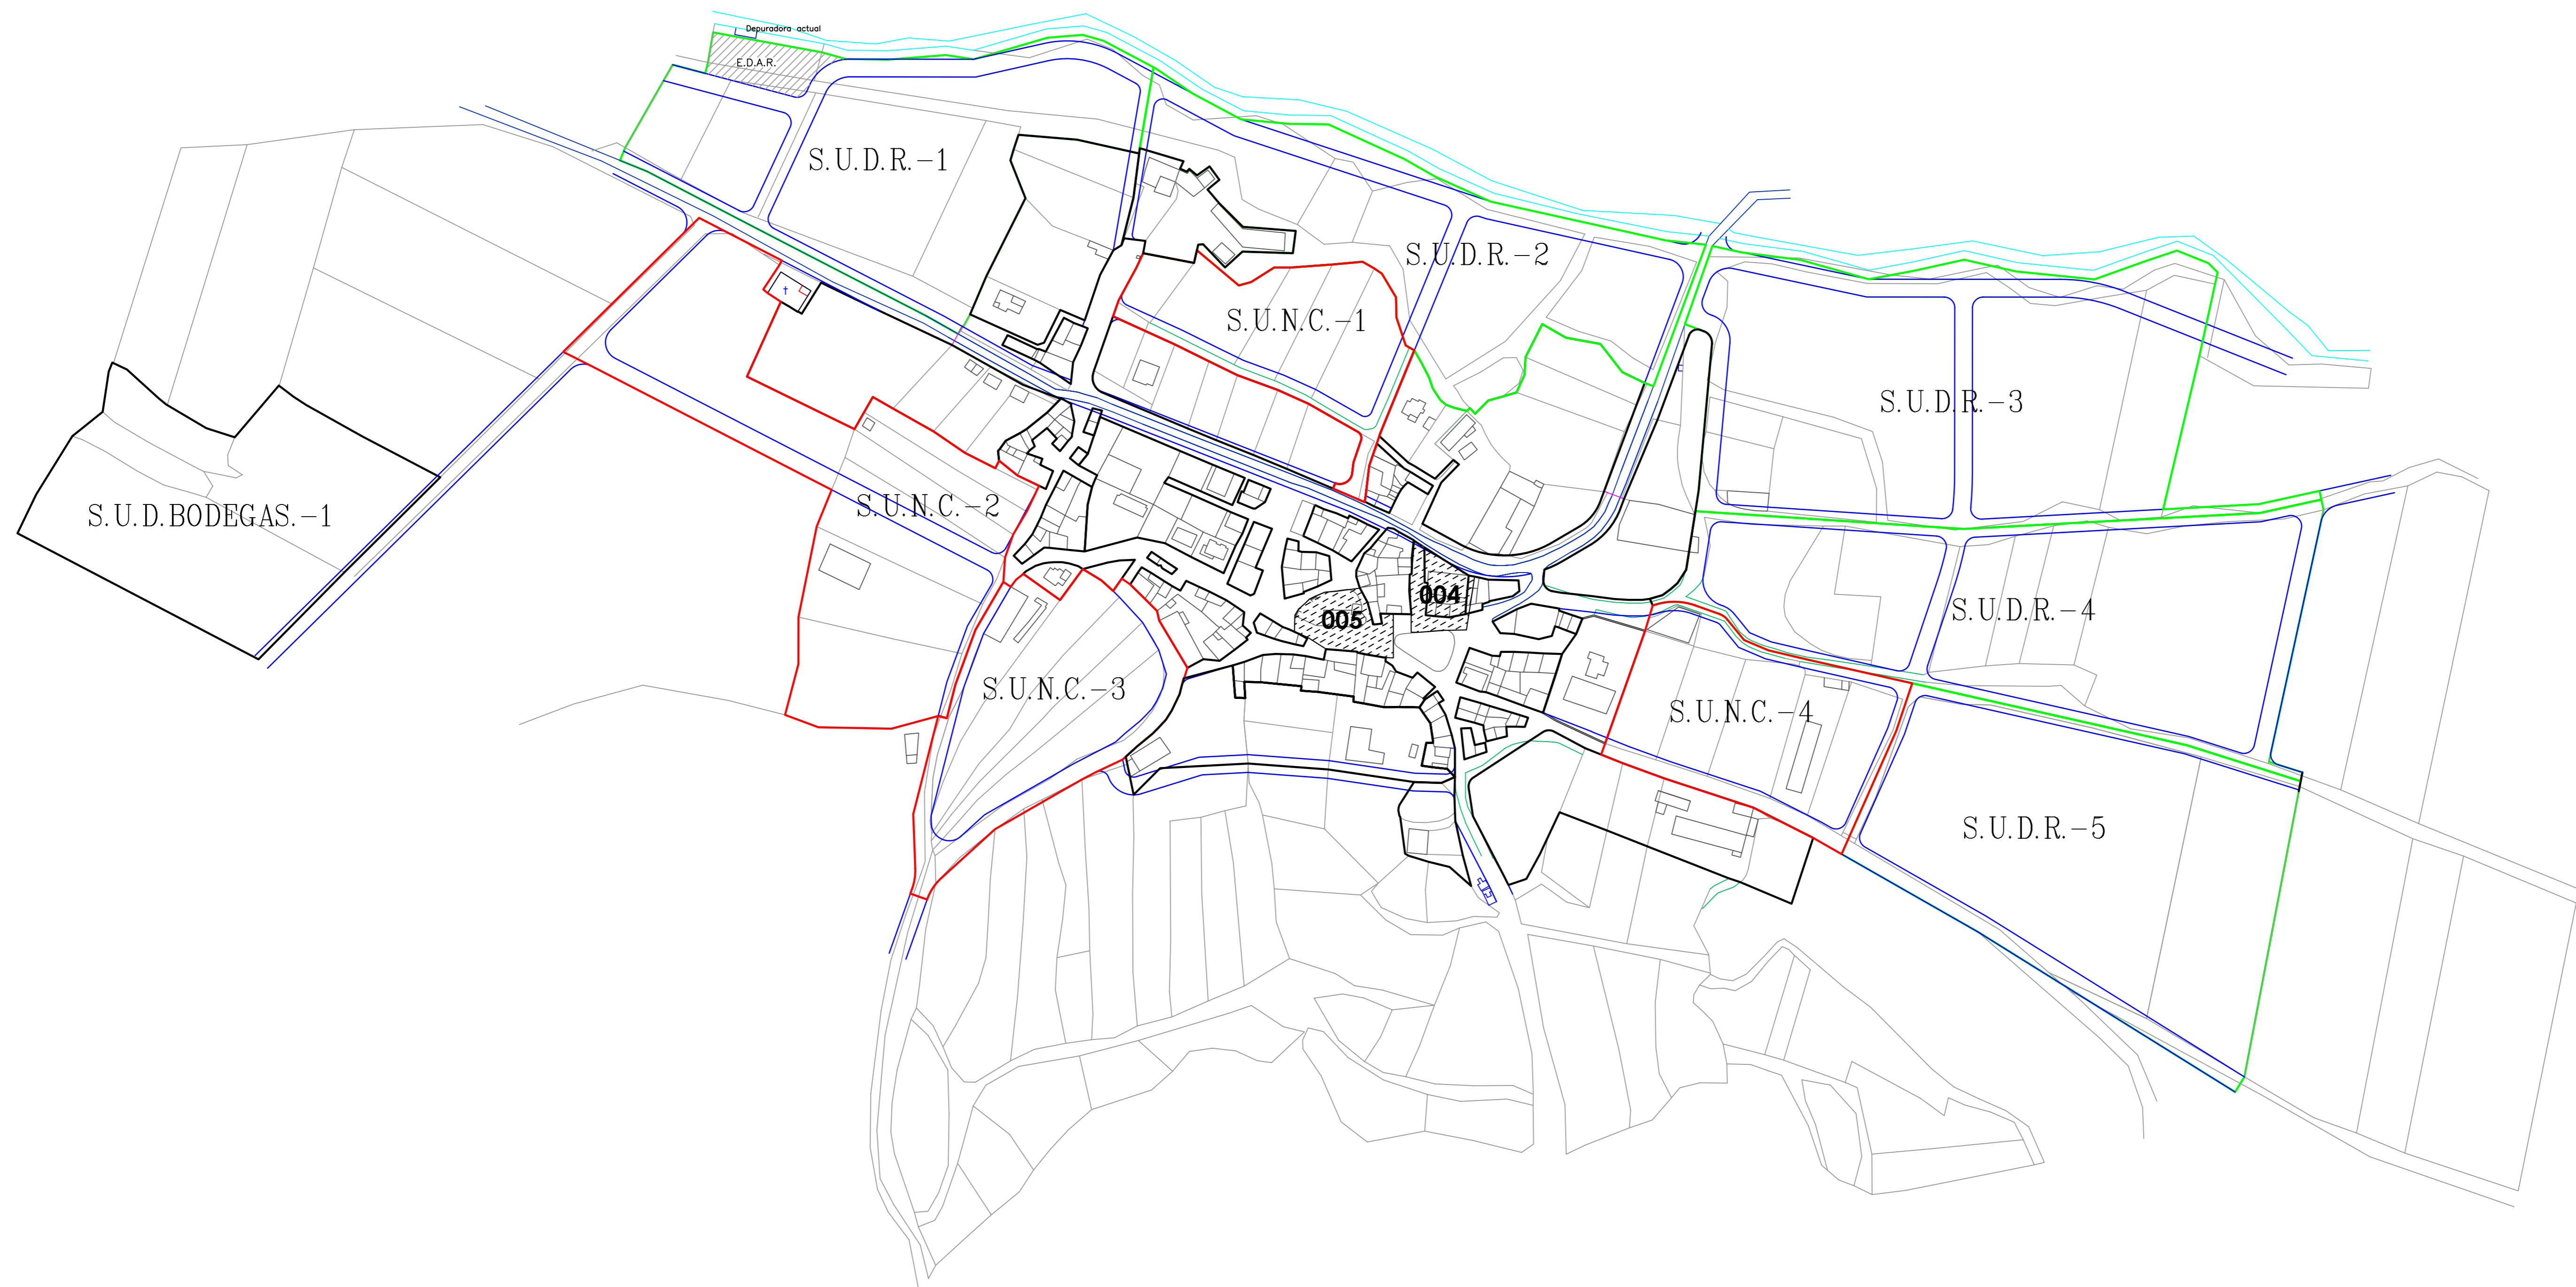 Depuradora actual
E.D.A.R.
S.U.D.R.-1
S.U.D.R.-2
S.U.N.C.-1
S.U.D.R.-3
S.U.N.C.-2
S.U.D.BODEGAS.-1
004
005
S.U.D.R.-4
S.U.N.C.-3
S.U.N.C.-4
S.U.D.R.-5